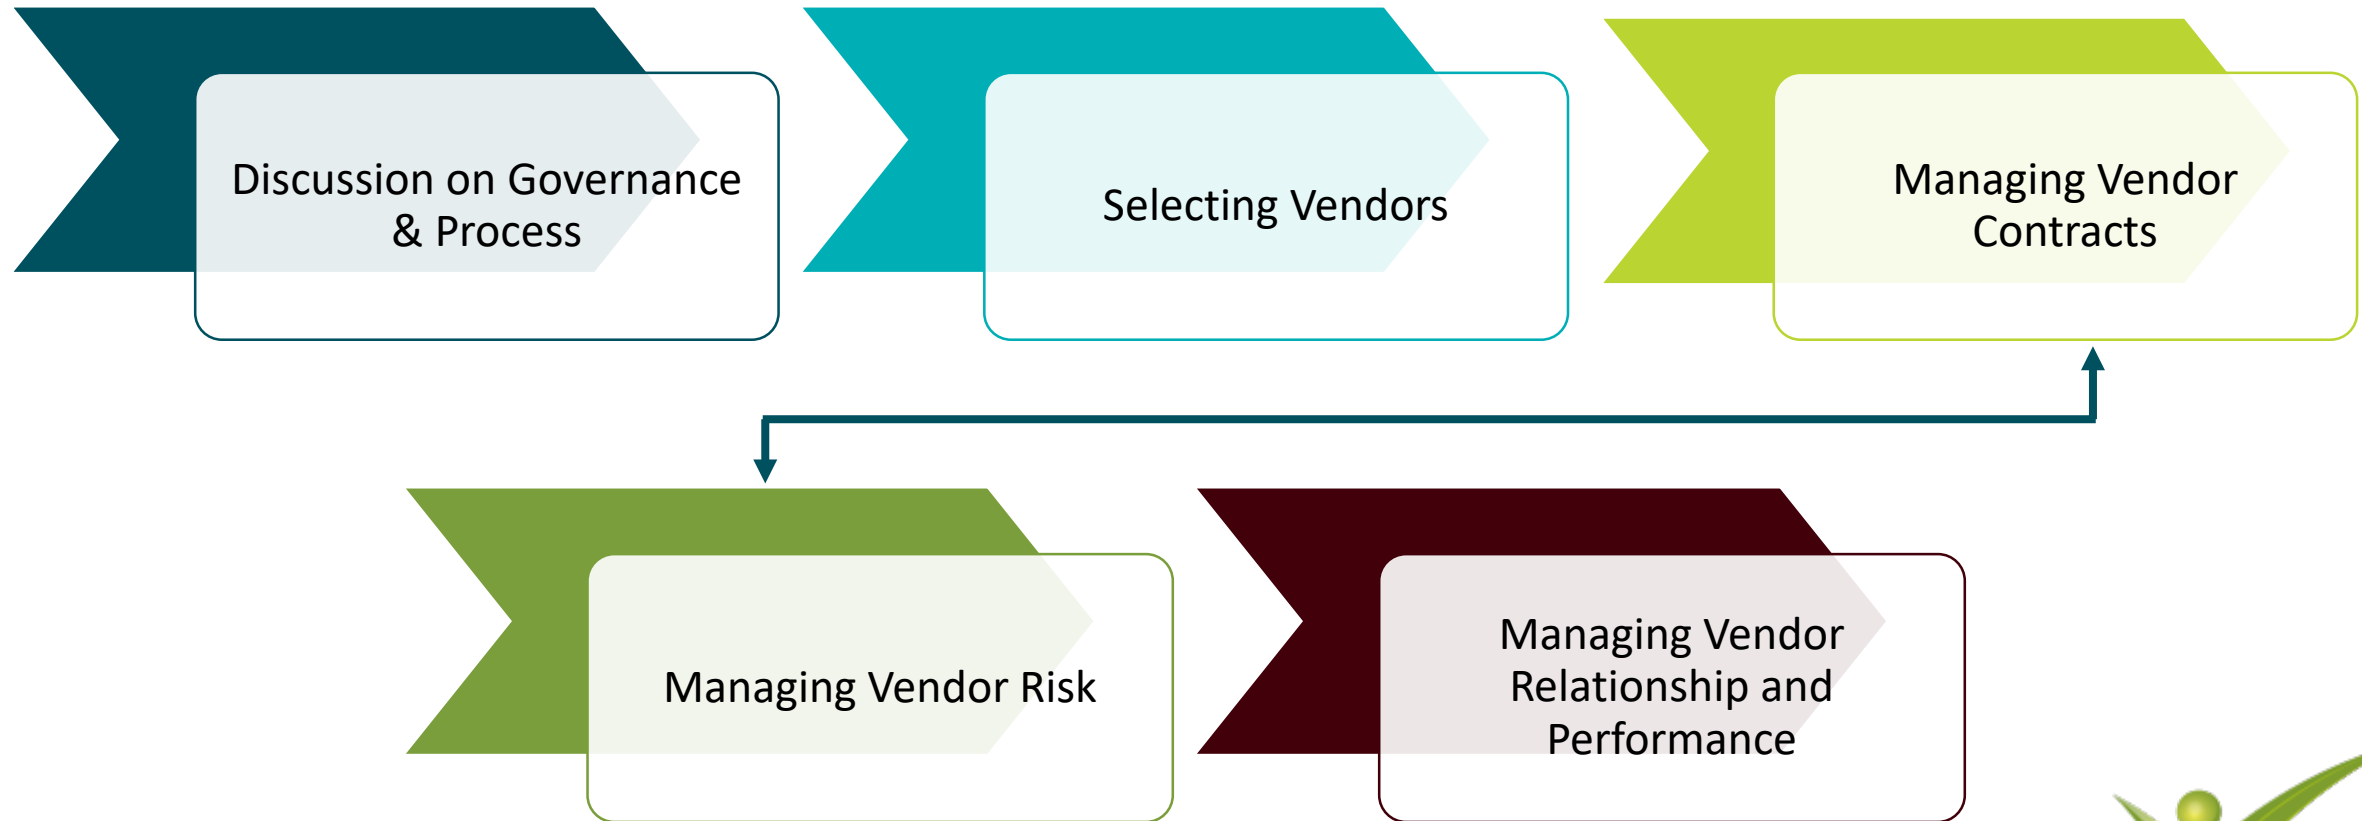 Discussion on Governance
& Process
Selecting Vendors
Managing Vendor
Contracts
Managing Vendor Risk
Managing Vendor
Relationship and
Performance